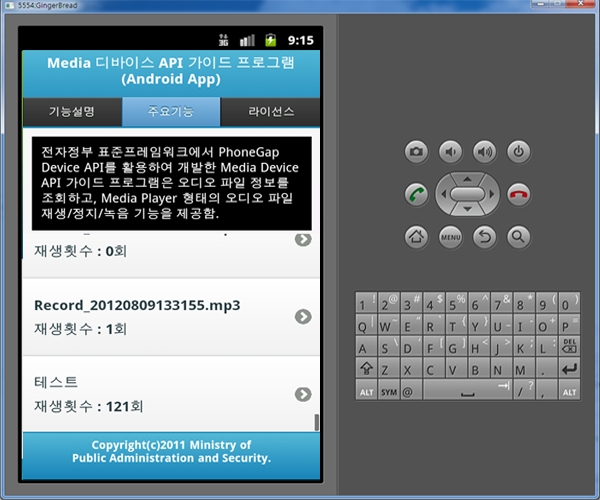 5554:GingerBread
3G 9:15
Media 디바이스 API 가이드 프로그램
(Android App)
기능설명 주요기능 라이선스
전자정부 표준프레임워크에서 PhoneGap
Device API를 활용하여 개발한 Media Device
API 가이드 프로그램은 오디오 파일 정보를
조회하고, Media Player 형태의 오디오 파일
재생/정지/녹음 기능을 제공함.
재생횟수 : 0회
Record_20120809133155.mp3
재생횟수 : 1회
테스트
재생횟수 : 121회
Copyright(c)2011 Ministry of
Public Administration and Security.
MENU
1 ! 2 @ 3 # 4 $ 5 % 6 ^ 7 & 8 * 9 ( 0 )
Q W E R T Y U I O P
A S D F G H J K L . DEL
Z X C V B N M .
ALT SYM @ / ? , ALT